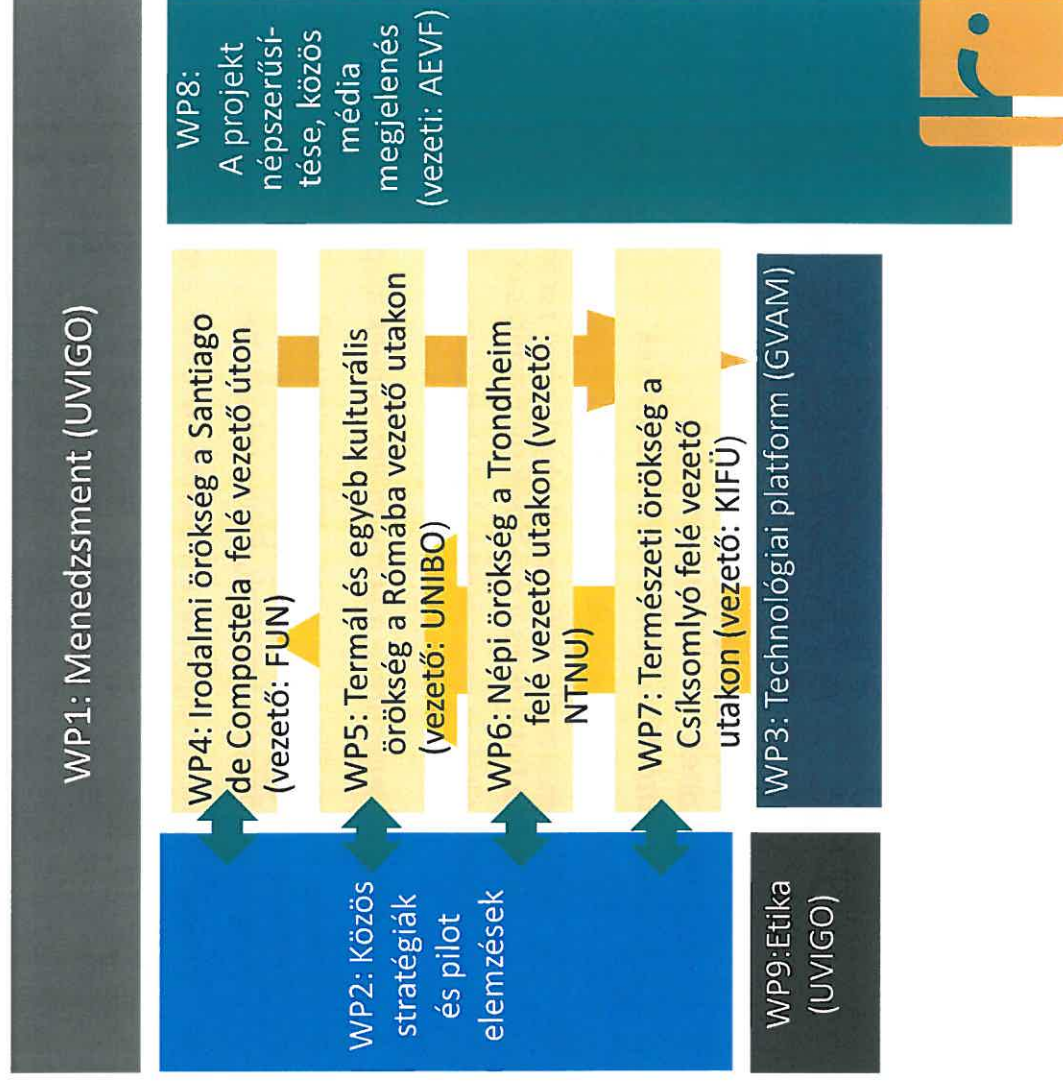 WP1: Menedzsment (UVIGO)
WP2: Közös
stratégiák
és pilot
elemzések
WP4: Irodalmi örökség a Santiago
de Compostela felé vezető úton
(vezető: FUN)
WP5: Termál és egyéb kulturális
örökség a Rómába vezető utakon
(vezető: UNIBO)
WP6: Népi örökség a Trondheim
felé vezető utakon (vezető:
NTNU)
WP7: Természeti örökség a
Csíksomlyó felé vezető
utakon (vezető: KIFÜ)
WP8:
A projekt
népszerűsí-
tése, közös
média
megjelenés
(vezeti: AEVF)
WP9:Etika
(UVIGO)
WP3: Technológiai platform (GVAM)
r.